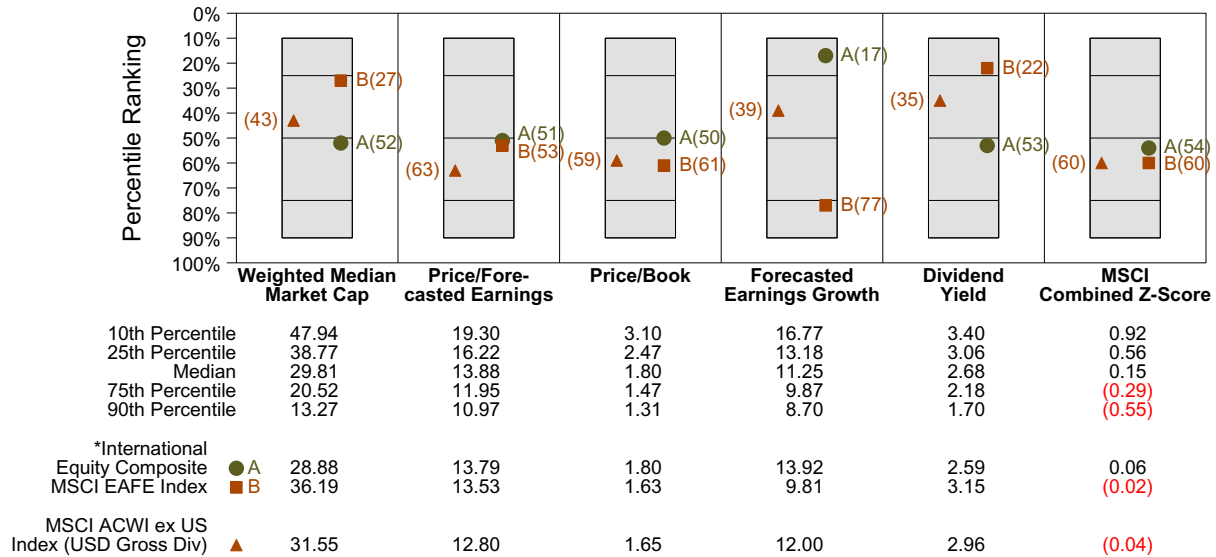 0%
10%
20%
30%
40%
50%
60%
70%
80%
90%
100%
Percentile Ranking
B(27)
(43)
A(52)
A(51)
B(53)
(63)
A(50)
(59)
B(61)
A(17)
(39)
B(77)
B(22)
(35)
A(53)
A(54)
(60)
B(60)
Weighted Median
Market Cap
Price/Fore-
casted Earnings
Price/Book
Forecasted
Earnings Growth
Dividend
Yield
MSCI
Combined Z-Score
10th Percentile 47.94 19.30 3.10 16.77 3.40 0.92
25th Percentile 38.77 16.22 2.47 13.18 3.06 0.56
Median 29.81 13.88 1.80 11.25 2.68 0.15
75th Percentile 20.52 11.95 1.47 9.87 2.18 (0.29)
90th Percentile 13.27 10.97 1.31 8.70 1.70 (0.55)
*International
Equity Composite A 28.88 13.79 1.80 13.92 2.59 0.06
MSCI EAFE Index B 36.19 13.53 1.63 9.81 3.15 (0.02)
MSCI ACWI ex US
Index (USD Gross Div) 31.55 12.80 1.65 12.00 2.96 (0.04)